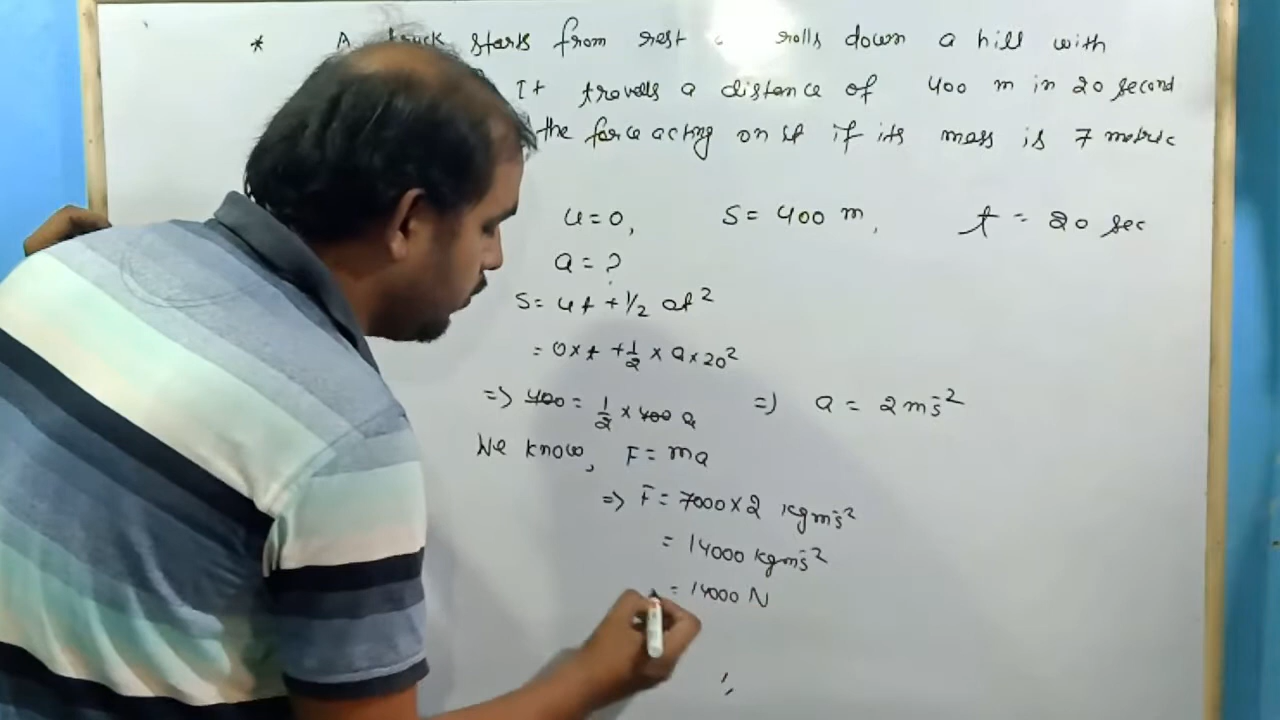 * A truck starts from rest rolls down a hill with
It travells a distance of 400 m in 20 second
the force acting on it if its mass is 7 metric
u = 0, S = 400 m, t = 20 sec
a = ?
S = ut + 1/2 at²
= 0 × t + 1/2 × a × 20²
=> 400 = 1/2 × 400 a => a = 2 ms⁻²
We know, F = ma
=> F = 7000 × 2 kgms⁻²
= 14000 kgms⁻²
= 14000 N